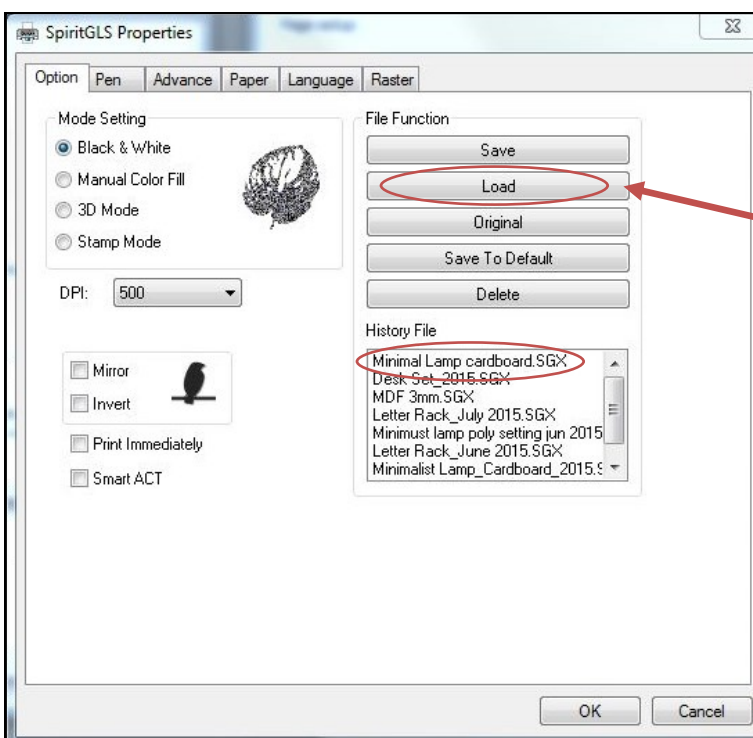 SpiritGLS Properties
Page setup
Option Pen Advance Paper Language Raster
Mode Setting
Black & White
Manual Color Fill
3D Mode
Stamp Mode
DPI: 500
Mirror
Invert
Print Immediately
Smart ACT
File Function
Save
Load
Original
Save To Default
Delete
History File
Minimal Lamp cardboard.SGX
Desk Set_2015.SGX
MDF 3mm.SGX
Letter Rack_July 2015.SGX
Minimust lamp poly setting jun 2015
Letter Rack_June 2015.SGX
Minimalist Lamp_Cardboard_2015.S
OK Cancel